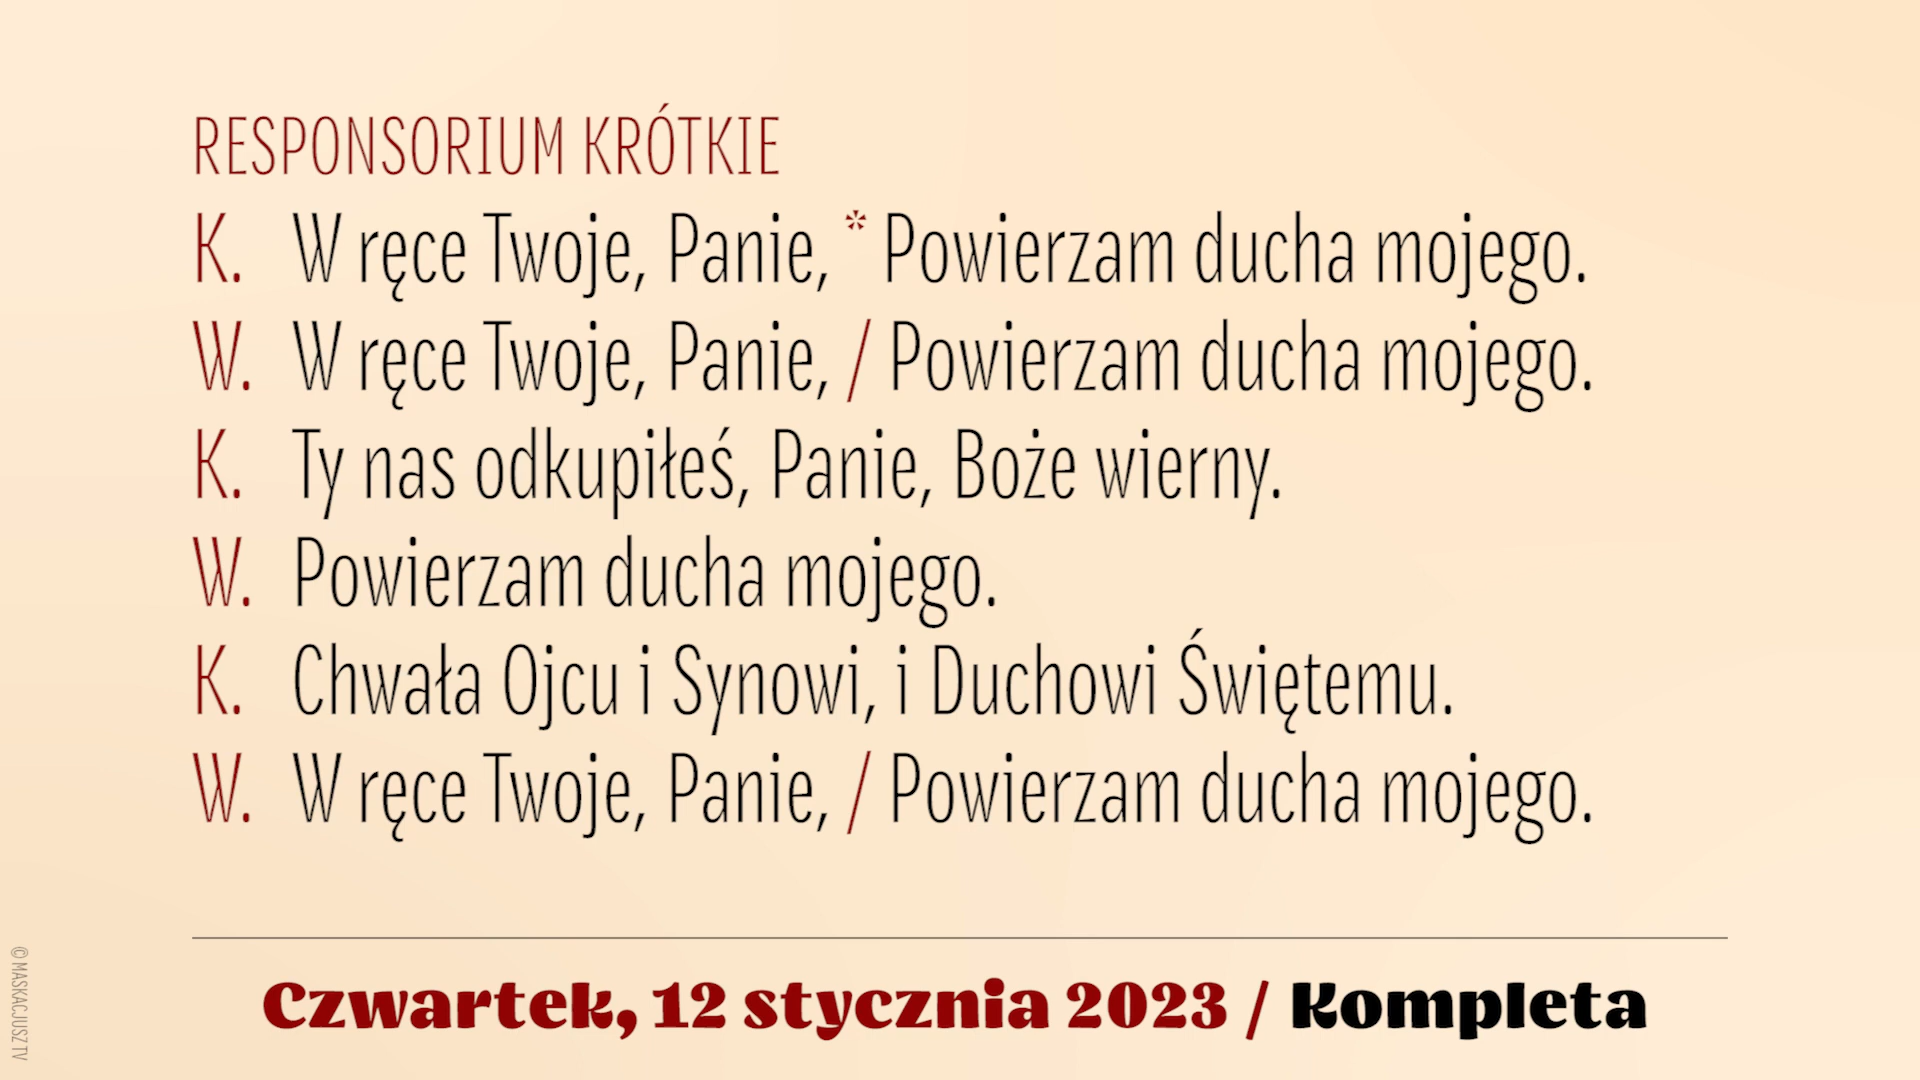 RESPONSORIUM KRÓTKIE
K. W ręce Twoje, Panie, * Powierzam ducha mojego.
W. W ręce Twoje, Panie, / Powierzam ducha mojego.
K. Ty nas odkupiłeś, Panie, Boże wierny.
W. Powierzam ducha mojego.
K. Chwała Ojcu i Synowi, i Duchowi Świętemu.
W. W ręce Twoje, Panie, / Powierzam ducha mojego.
Czwartek, 12 stycznia 2023 / Kompleta
© MASKACJUSZ TV